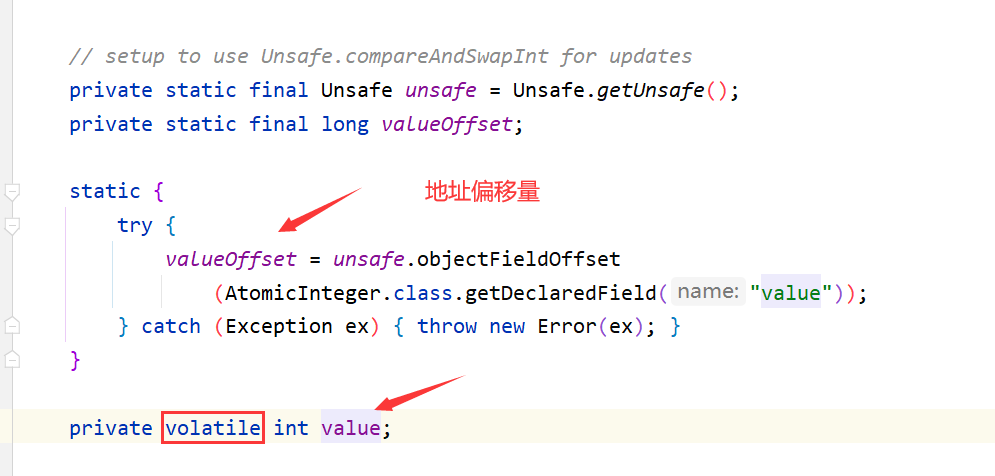 // setup to use Unsafe.compareAndSwapInt for updates
private static final Unsafe unsafe = Unsafe.getUnsafe();
private static final long valueOffset;
static {
地址偏移量
try {
valueOffset = unsafe.objectFieldOffset
(AtomicInteger.class.getDeclaredField( name: "value"));
} catch (Exception ex) { throw new Error(ex); }
}
private volatile int value;